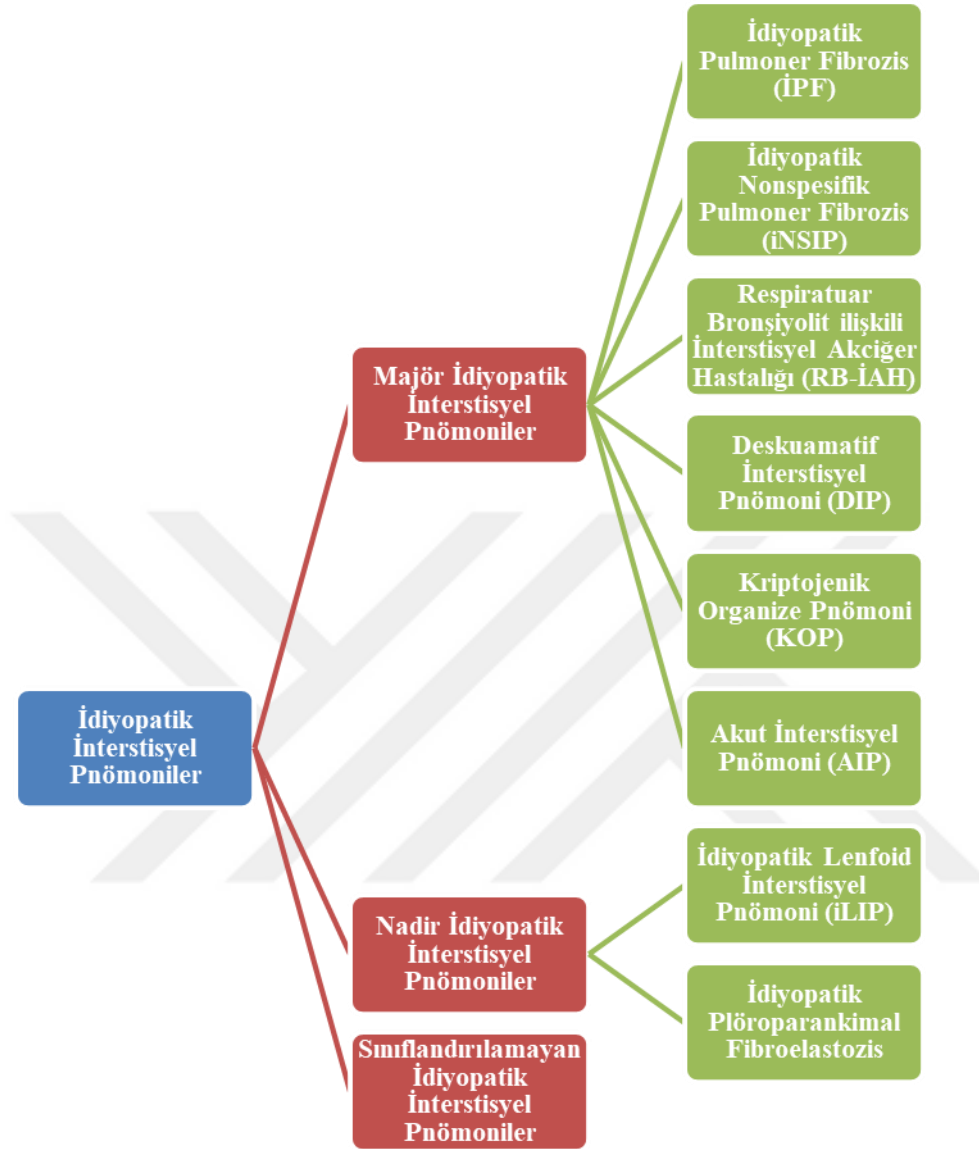 İdiyopatik
İnterstisyel
Pnömoniler
Majör İdiyopatik
İnterstisyel
Pnömoniler
İdiyopatik
Pulmoner Fibrozis
(İPF)
İdiyopatik
Nonspesifik
Pulmoner Fibrozis
(iNSIP)
Respiratuar
Bronşiyolit ilişkili
İnterstisyel Akciğer
Hastalığı (RB-İAH)
Deskuamatif
İnterstisyel
Pnömoni (DIP)
Kriptojenik
Organize Pnömoni
(KOP)
Akut İnterstisyel
Pnömoni (AIP)
Nadir İdiyopatik
İnterstisyel
Pnömoniler
İdiyopatik Lenfoid
İnterstisyel
Pnömoni (iLIP)
İdiyopatik
Plöroparankimal
Fibroelastozis
Sınıflandırılamayan
İdiyopatik
İnterstisyel
Pnömoniler